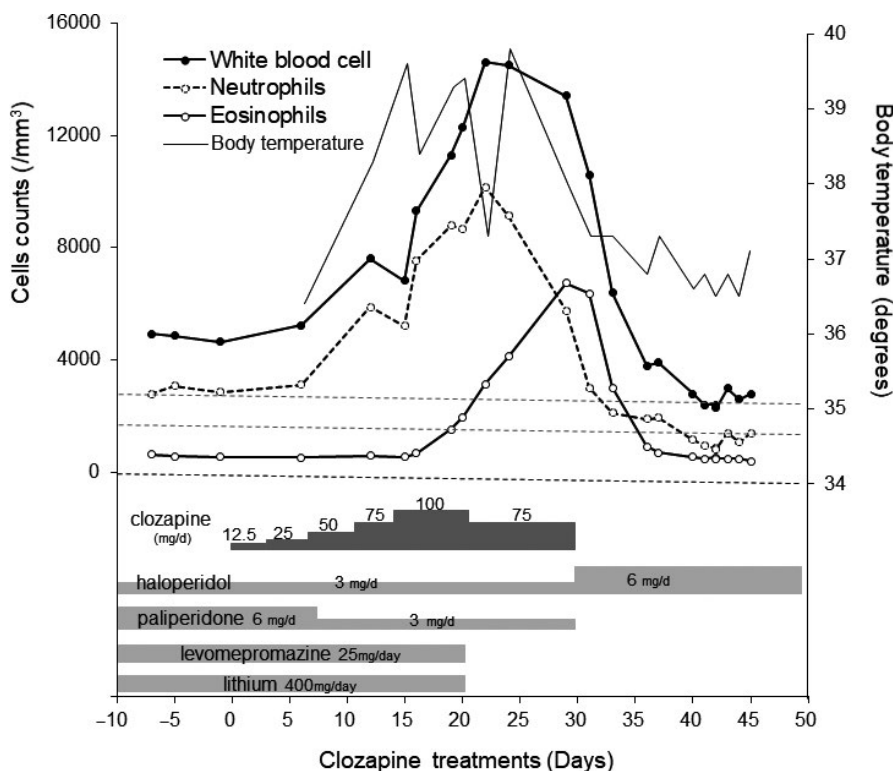 16000
12000
8000
4000
0
Cells counts (/mm³)
White blood cell
Neutrophils
Eosinophils
Body temperature
40
39
38
37
36
35
34
Body temperature (degrees)
clozapine
(mg/d)
12.5 25 50 75 100 75
haloperidol 3 mg/d 6 mg/d
paliperidone 6 mg/d 3 mg/d
levomepromazine 25mg/day
lithium 400mg/day
–10 –5 0 5 10 15 20 25 30 35 40 45 50
Clozapine treatments (Days)